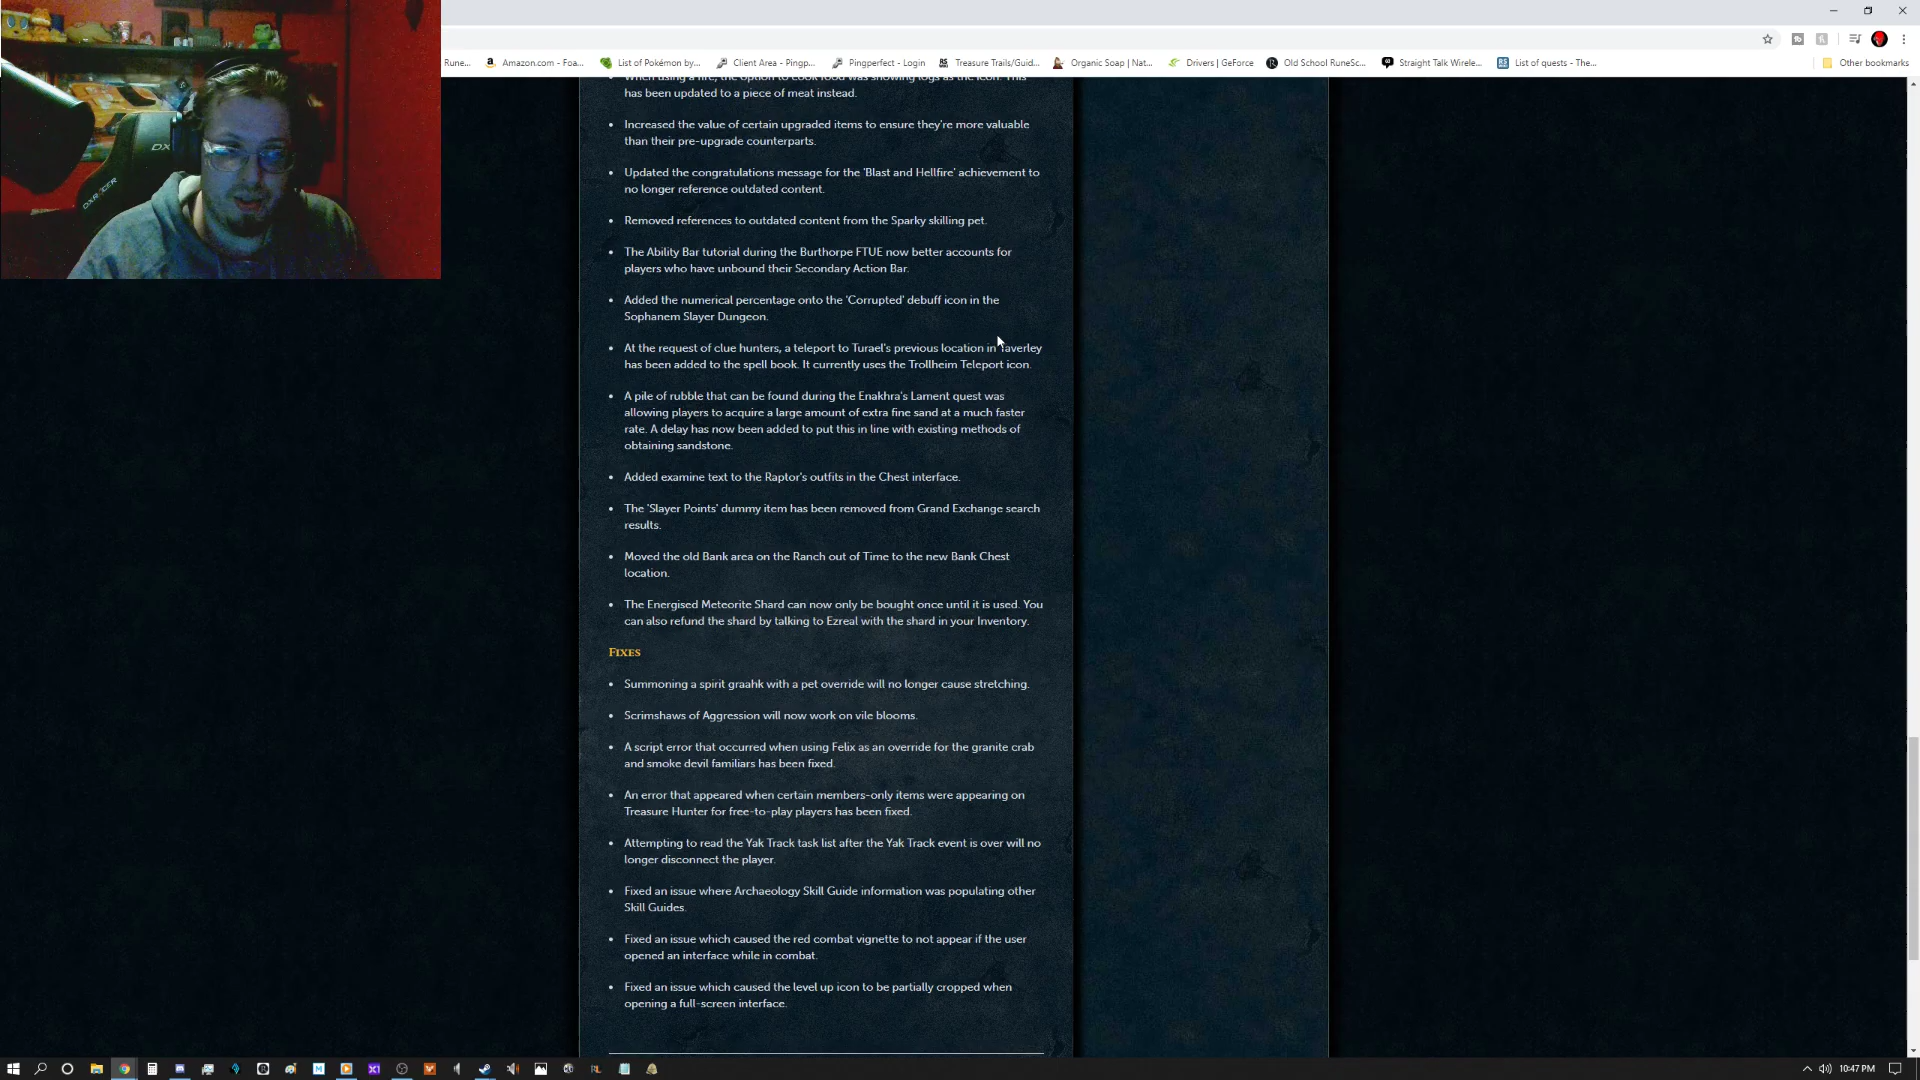 Rune...
Amazon.com - Foa...
List of Pokémon by...
Client Area - Pingp...
Pingperfect - Login
Treasure Trails/Guid...
Organic Soap | Nat...
Drivers | GeForce
Old School RuneSc...
Straight Talk Wirele...
List of quests - The...
Other bookmarks
When using a fire, the option to cook food was showing logs as the icon. This
has been updated to a piece of meat instead.
• Increased the value of certain upgraded items to ensure they're more valuable
than their pre-upgrade counterparts.
• Updated the congratulations message for the 'Blast and Hellfire' achievement to
no longer reference outdated content.
• Removed references to outdated content from the Sparky skilling pet.
• The Ability Bar tutorial during the Burthorpe FTUE now better accounts for
players who have unbound their Secondary Action Bar.
• Added the numerical percentage onto the 'Corrupted' debuff icon in the
Sophanem Slayer Dungeon.
• At the request of clue hunters, a teleport to Turael's previous location in Taverley
has been added to the spell book. It currently uses the Trollheim Teleport icon.
• A pile of rubble that can be found during the Enakhra's Lament quest was
allowing players to acquire a large amount of extra fine sand at a much faster
rate. A delay has now been added to put this in line with existing methods of
obtaining sandstone.
• Added examine text to the Raptor's outfits in the Chest interface.
• The 'Slayer Points' dummy item has been removed from Grand Exchange search
results.
• Moved the old Bank area on the Ranch out of Time to the new Bank Chest
location.
• The Energised Meteorite Shard can now only be bought once until it is used. You
can also refund the shard by talking to Ezreal with the shard in your Inventory.
FIXES
• Summoning a spirit graahk with a pet override will no longer cause stretching.
• Scrimshaws of Aggression will now work on vile blooms.
• A script error that occurred when using Felix as an override for the granite crab
and smoke devil familiars has been fixed.
• An error that appeared when certain members-only items were appearing on
Treasure Hunter for free-to-play players has been fixed.
• Attempting to read the Yak Track task list after the Yak Track event is over will no
longer disconnect the player.
• Fixed an issue where Archaeology Skill Guide information was populating other
Skill Guides.
• Fixed an issue which caused the red combat vignette to not appear if the user
opened an interface while in combat.
• Fixed an issue which caused the level up icon to be partially cropped when
opening a full-screen interface.
DX
DXRACER
10:47 PM